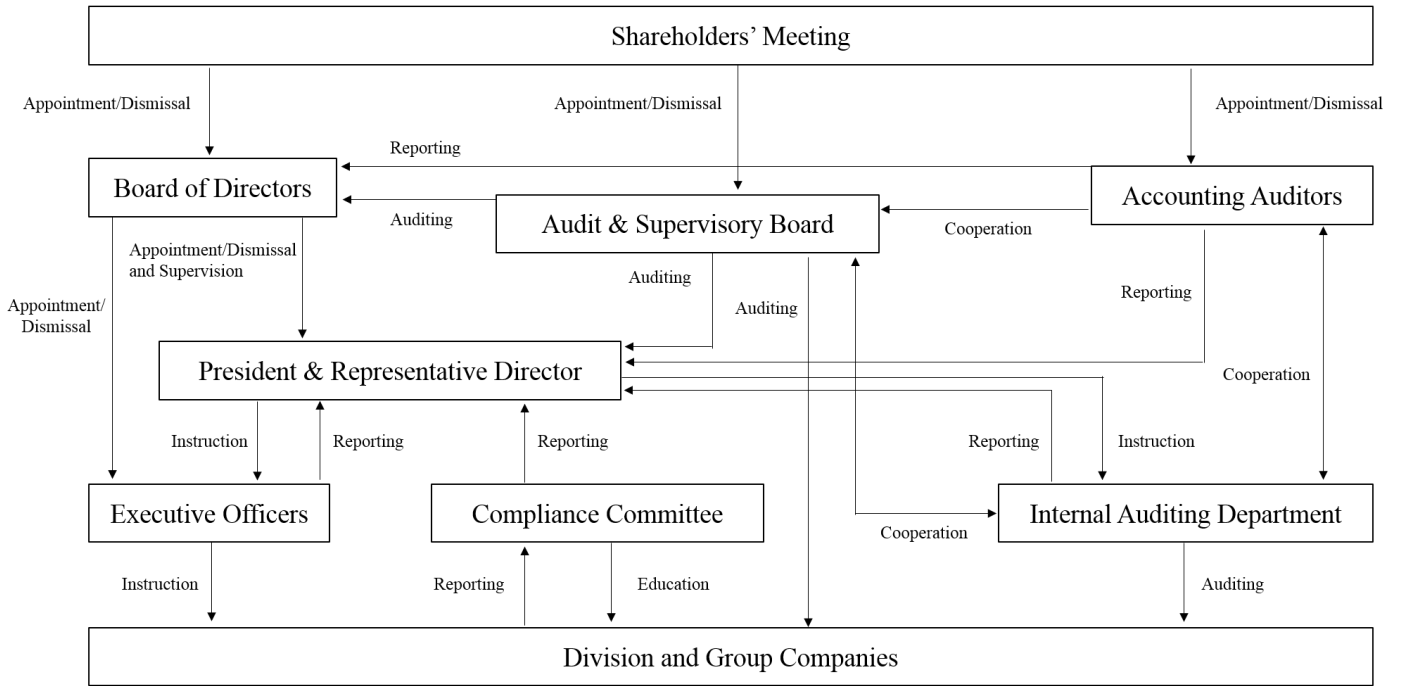 Shareholders’ Meeting
Appointment/Dismissal
Appointment/Dismissal
Appointment/Dismissal
Reporting
Board of Directors
Accounting Auditors
Auditing
Audit & Supervisory Board
Cooperation
Appointment/Dismissal
and Supervision
Auditing
Reporting
Appointment/
Dismissal
Auditing
President & Representative Director
Cooperation
Instruction
Reporting
Reporting
Reporting
Instruction
Executive Officers
Compliance Committee
Internal Auditing Department
Cooperation
Instruction
Reporting
Education
Auditing
Division and Group Companies